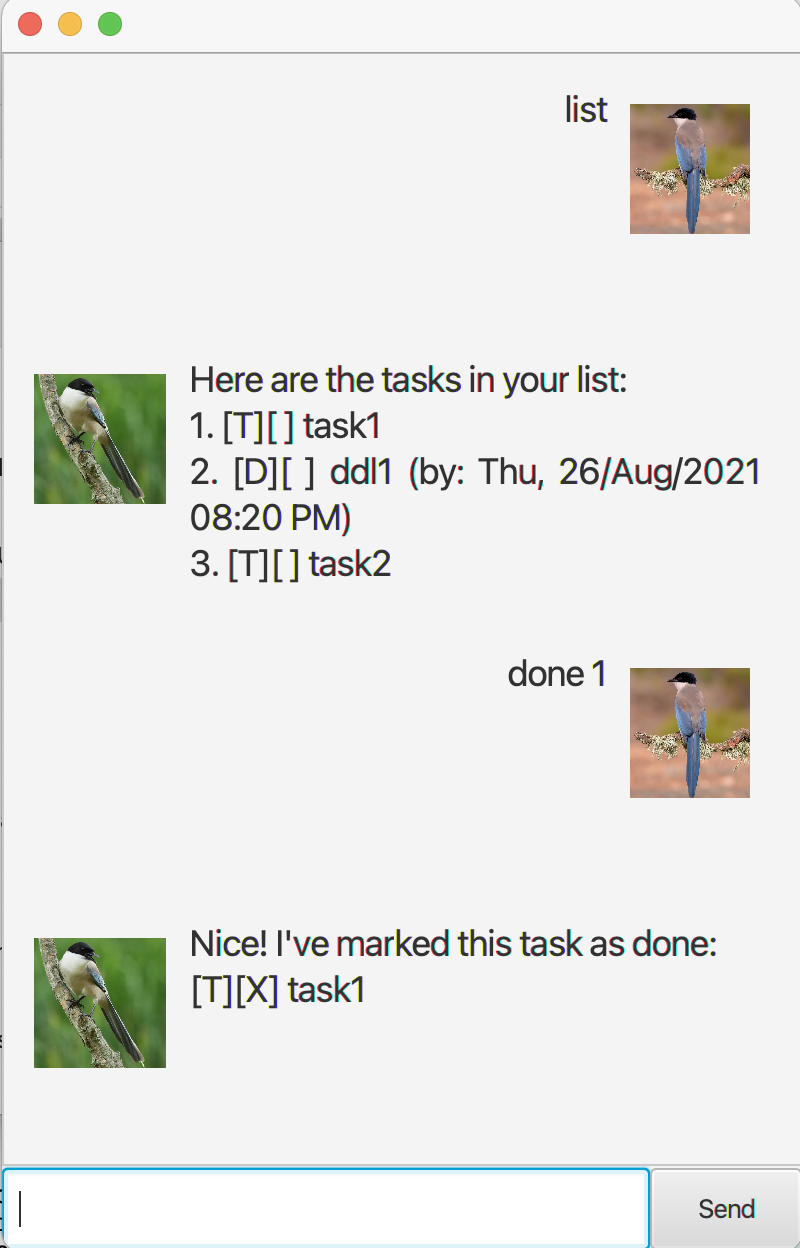 list
Here are the tasks in your list:
1. [T][ ] task1
2. [D][ ] ddl1 (by: Thu, 26/Aug/2021
08:20 PM)
3. [T][ ] task2
done 1
Nice! I've marked this task as done:
[T][X] task1
Send